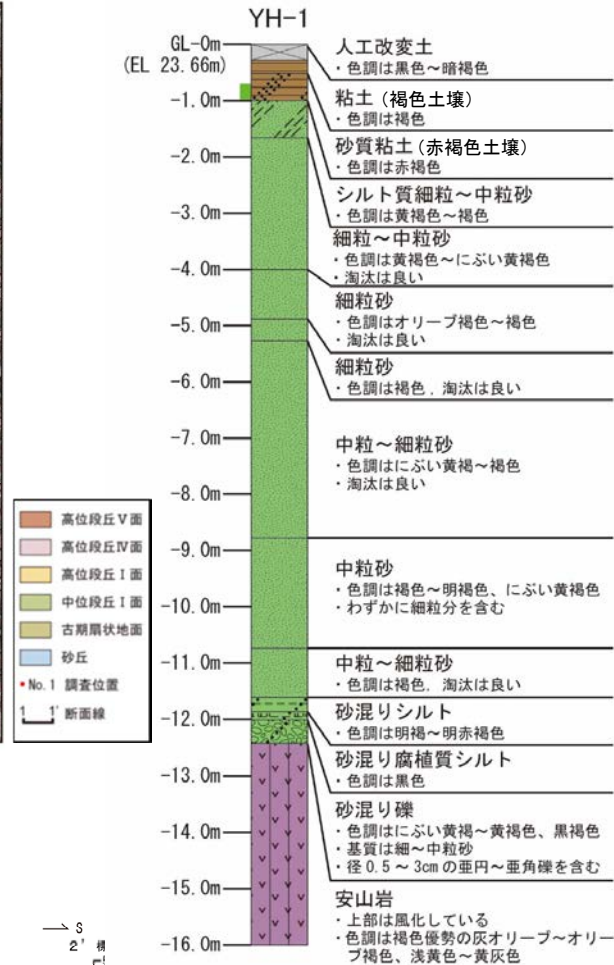 YH-1
GL-0m
(EL 23.66m)
-1.0m
-2.0m
-3.0m
-4.0m
-5.0m
-6.0m
-7.0m
-8.0m
-9.0m
-10.0m
-11.0m
-12.0m
-13.0m
-14.0m
-15.0m
-16.0m
人工改変土
・色調は黒色～暗褐色
粘土(褐色土壌)
・色調は褐色
砂質粘土(赤褐色土壌)
・色調は赤褐色
シルト質細粒～中粒砂
・色調は黄褐色～褐色
細粒～中粒砂
・色調は黄褐色～にぶい黄褐色
・淘汰は良い
細粒砂
・色調はオリーブ褐色～褐色
・淘汰は良い
細粒砂
・色調は褐色，淘汰は良い
中粒～細粒砂
・色調はにぶい黄褐～褐色
・淘汰は良い
中粒砂
・色調は褐色～明褐色、にぶい黄褐色
・わずかに細粒分を含む
中粒～細粒砂
・色調は褐色，淘汰は良い
砂混りシルト
・色調は明褐～明赤褐色
砂混り腐植質シルト
・色調は黒色
砂混り礫
・色調はにぶい黄褐～黄褐色、黒褐色
・基質は細～中粒砂
・径0.5～3cmの亜円～亜角礫を含む
安山岩
・上部は風化している
・色調は褐色優勢の灰オリーブ～オリー
ブ褐色、浅黄色～黄灰色
高位段丘Ⅴ面
高位段丘Ⅳ面
高位段丘Ⅰ面
中位段丘Ⅰ面
古期扇状地面
砂丘
・No.1 調査位置
1 1' 断面線
S
2'